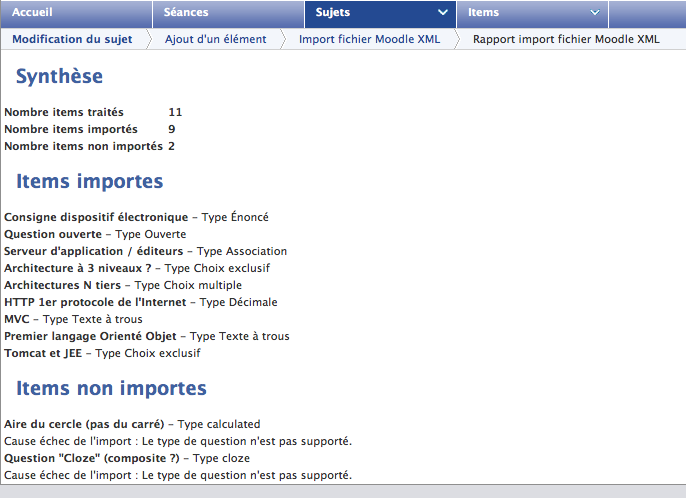 Accueil Séances Sujets Items
Modification du sujet Ajout d'un élément Import fichier Moodle XML Rapport import fichier Moodle XML
Synthèse
Nombre items traités 11
Nombre items importés 9
Nombre items non importés 2
Items importes
Consigne dispositif électronique – Type Énoncé
Question ouverte – Type Ouverte
Serveur d'application / éditeurs – Type Association
Architecture à 3 niveaux ? – Type Choix exclusif
Architectures N tiers – Type Choix multiple
HTTP 1er protocole de l'Internet – Type Décimale
MVC – Type Texte à trous
Premier langage Orienté Objet – Type Texte à trous
Tomcat et JEE – Type Choix exclusif
Items non importes
Aire du cercle (pas du carré) – Type calculated
Cause échec de l'import : Le type de question n'est pas supporté.
Question "Cloze" (composite ?) – Type cloze
Cause échec de l'import : Le type de question n'est pas supporté.